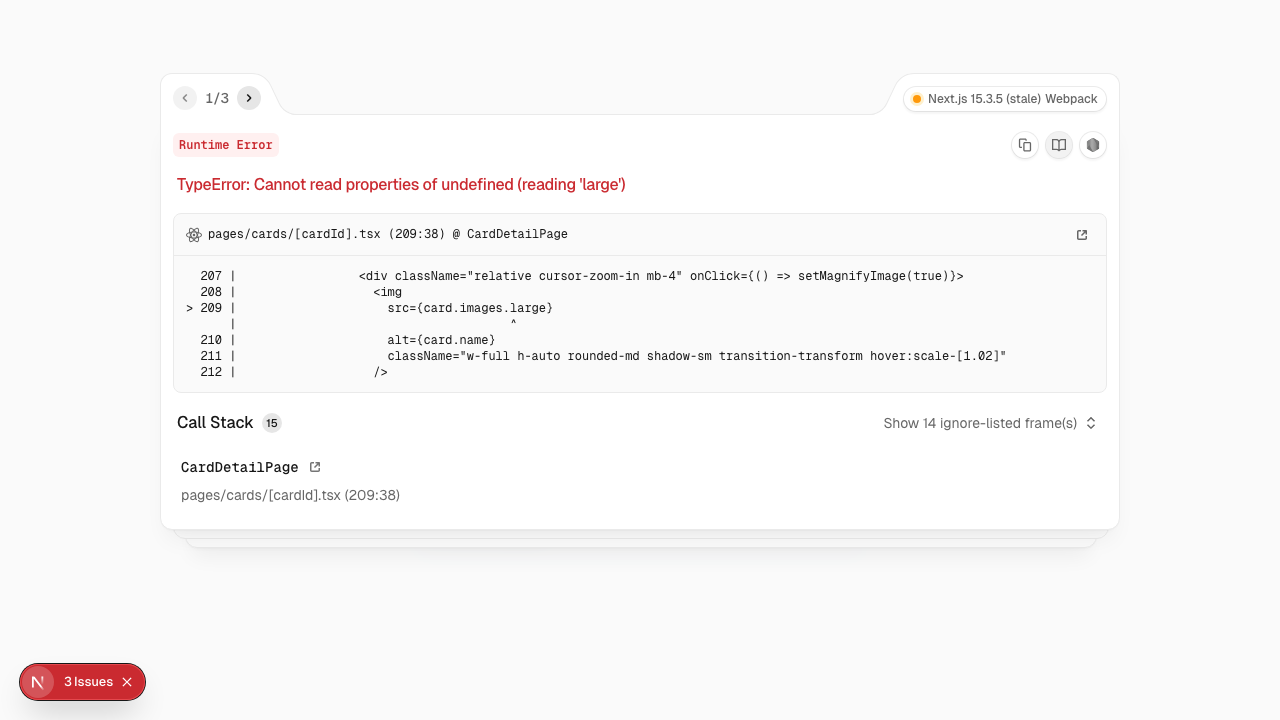 1/3
Next.js 15.3.5 (stale) Webpack
Runtime Error
TypeError: Cannot read properties of undefined (reading 'large')
pages/cards/[cardId].tsx (209:38) @ CardDetailPage
  207 |                 <div className="relative cursor-zoom-in mb-4" onClick={() => setMagnifyImage(true)}>
  208 |                   <img
> 209 |                     src={card.images.large}
      |                                      ^
  210 |                     alt={card.name}
  211 |                     className="w-full h-auto rounded-md shadow-sm transition-transform hover:scale-[1.02]"
  212 |                   />
Call Stack 15
Show 14 ignore-listed frame(s)
CardDetailPage
pages/cards/[cardId].tsx (209:38)
N 3 Issues